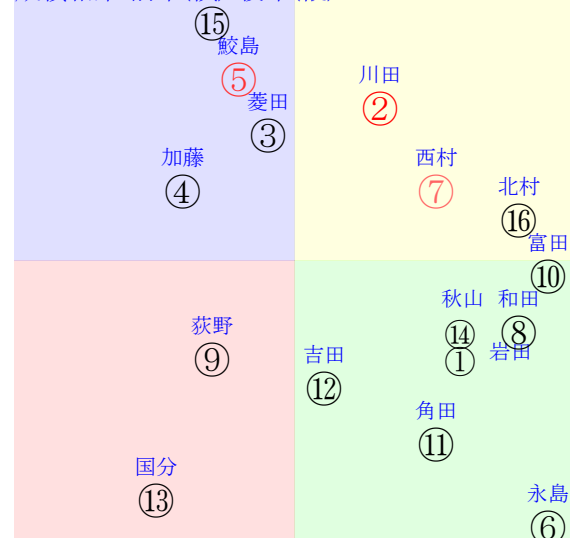 ⑮
鮫島
⑤
川田
②
菱田
③
加藤
④
西村
⑦
北村
⑯
富田
⑩
秋山
⑭
和田
⑧
岩田
①
荻野
⑨
吉田
⑫
角田
⑪
国分
⑬
永島
⑥